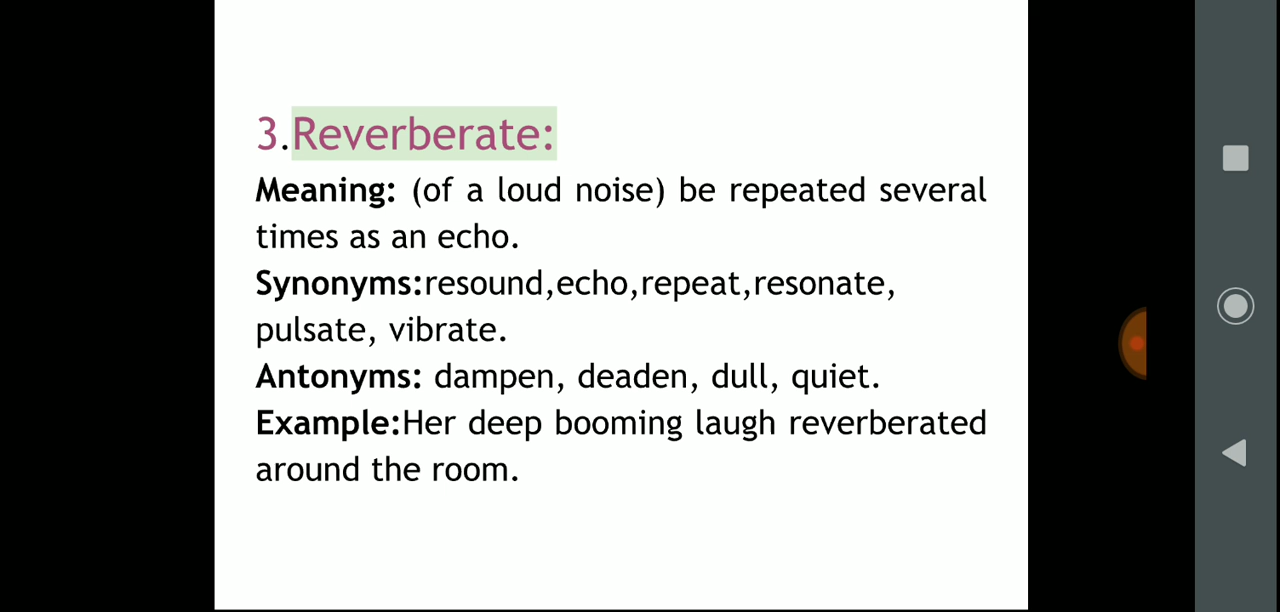 3.Reverberate:
Meaning: (of a loud noise) be repeated several
times as an echo.
Synonyms:resound,echo,repeat,resonate,
pulsate, vibrate.
Antonyms: dampen, deaden, dull, quiet.
Example:Her deep booming laugh reverberated
around the room.